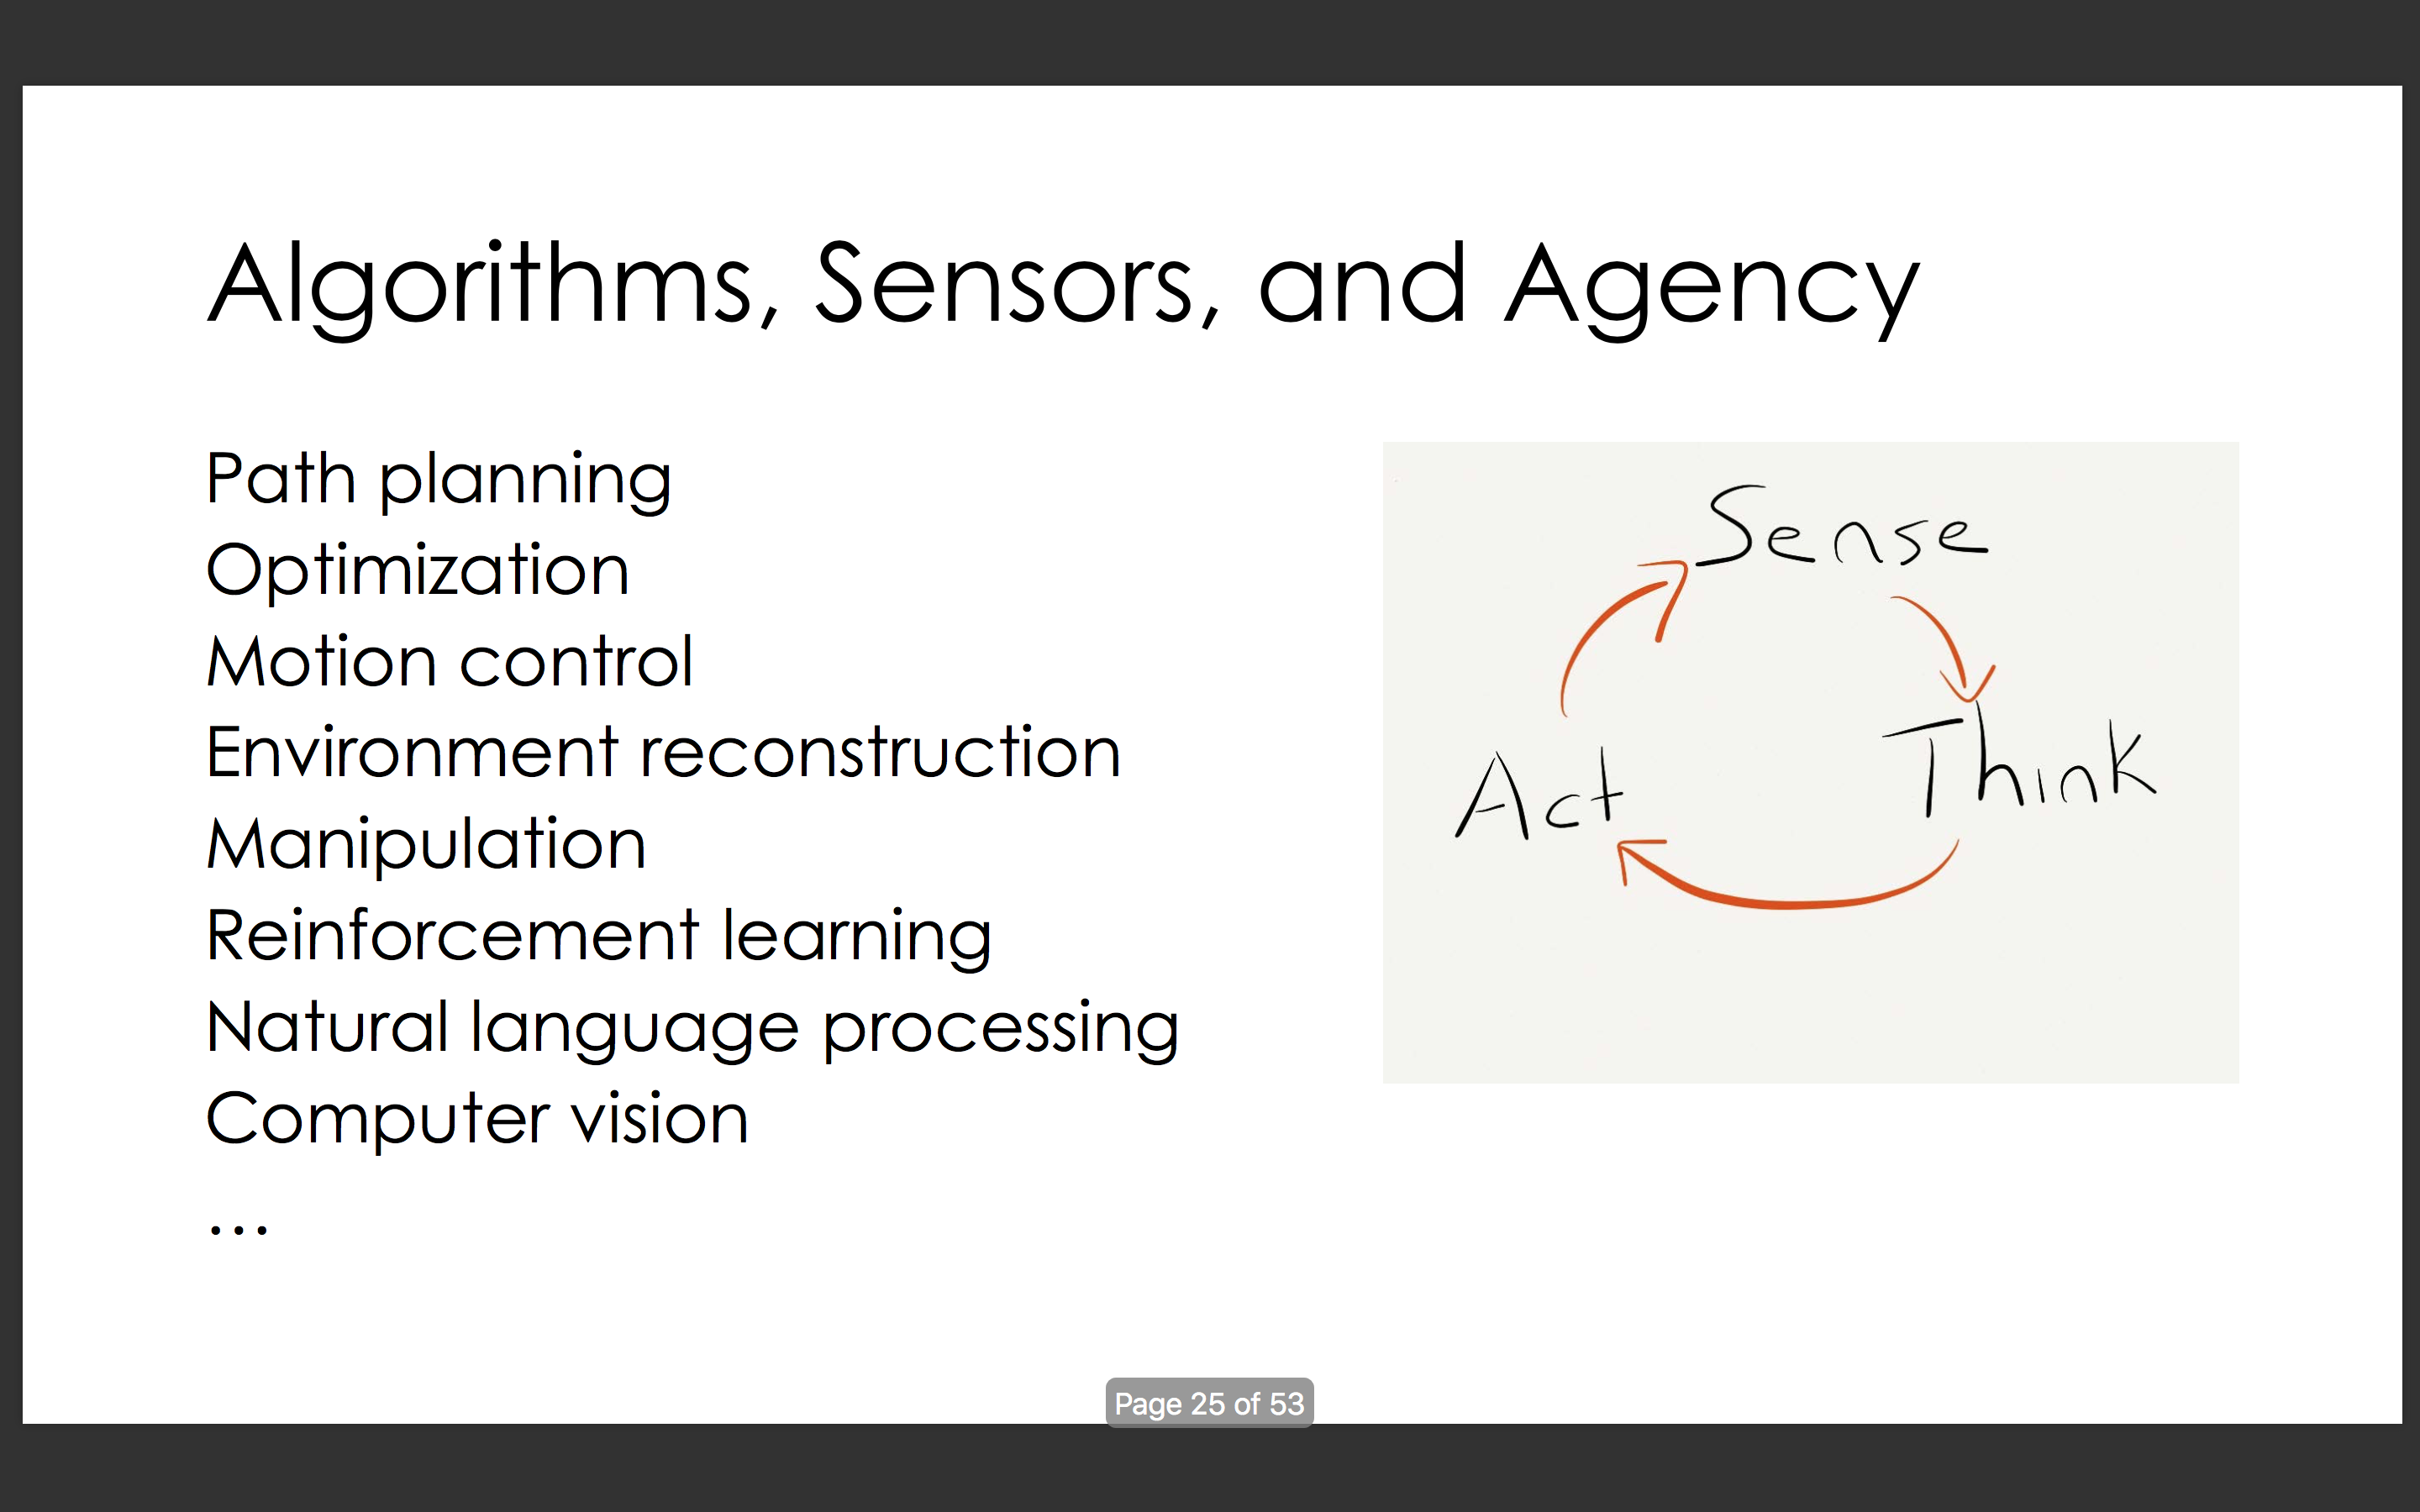 Algorithms, Sensors, and Agency
Path planning
Optimization
Motion control
Environment reconstruction
Manipulation
Reinforcement learning
Natural language processing
Computer vision
...
Sense
Think
Act
Page 25 of 53